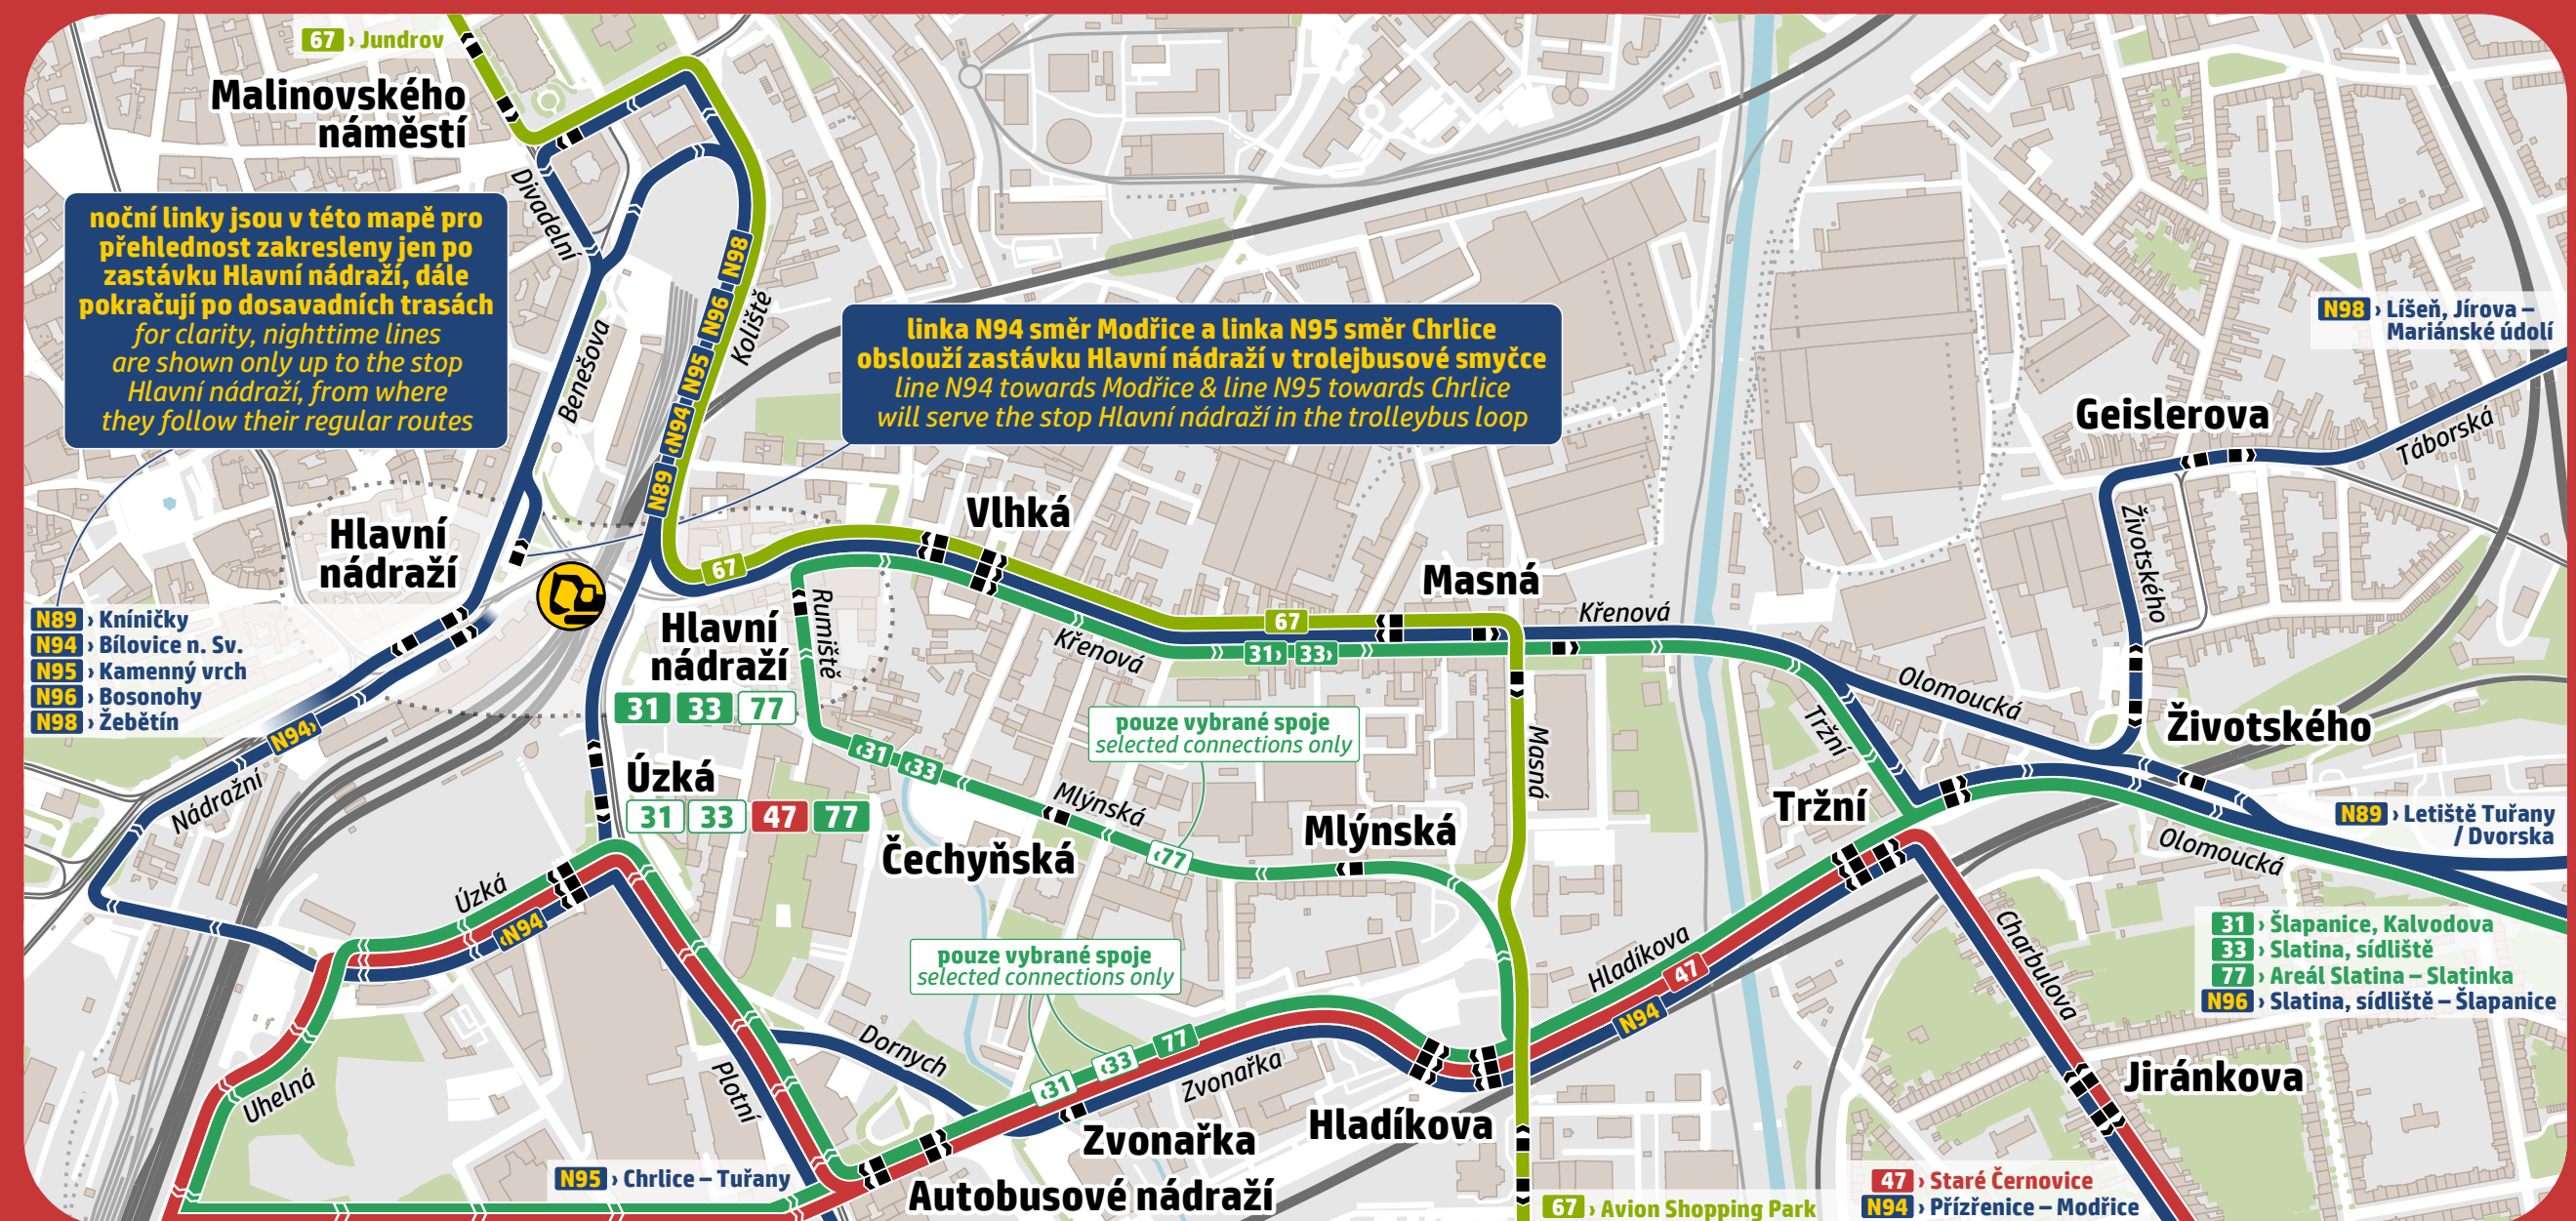 67 › Jundrov
Malinovského
náměstí
Divadelní
noční linky jsou v této mapě pro
přehlednost zakresleny jen po
zastávku Hlavní nádraží, dále
pokračují po dosavadních trasách
for clarity, nighttime lines
are shown only up to the stop
Hlavní nádraží, from where
they follow their regular routes
Benešova
N89 ‹N94 N95 N96 N98
Koliště
linka N94 směr Modřice a linka N95 směr Chrlice
obslouží zastávku Hlavní nádraží v trolejbusové smyčce
line N94 towards Modřice & line N95 towards Chrlice
will serve the stop Hlavní nádraží in the trolleybus loop
N98 › Líšeň, Jírova –
Mariánské údolí
Geislerova
Táborská
Životského
Vlhká
Hlavní
nádraží
67
Masná
Křenová
67
31› 33›
Křenová
Rumiště
Hlavní
nádraží
31 33 77
N89 › Kníničky
N94 › Bílovice n. Sv.
N95 › Kamenný vrch
N96 › Bosonohy
N98 › Žebětín
N94›
Nádražní
Olomoucká
Životského
Tržní
pouze vybrané spoje
selected connections only
Masná
‹31 ‹33
Úzká
31 33 47 77
Mlýnská
‹77
Čechyňská
Mlýnská
Tržní
N89 › Letiště Tuřany
/ Dvorska
Olomoucká
Úzká
‹N94
31 › Šlapanice, Kalvodova
33 › Slatina, sídliště
77 › Areál Slatina – Slatinka
N96 › Slatina, sídliště – Šlapanice
Charbulova
Hladíkova
47
N94
pouze vybrané spoje
selected connections only
Dornych
‹31 ‹33 77
Zvonařka
Plotní
Uhelná
Jiránkova
Hladíkova
Zvonařka
Autobusové nádraží
N95 › Chrlice – Tuřany
67 › Avion Shopping Park
47 › Staré Černovice
N94 › Přízřenice – Modřice